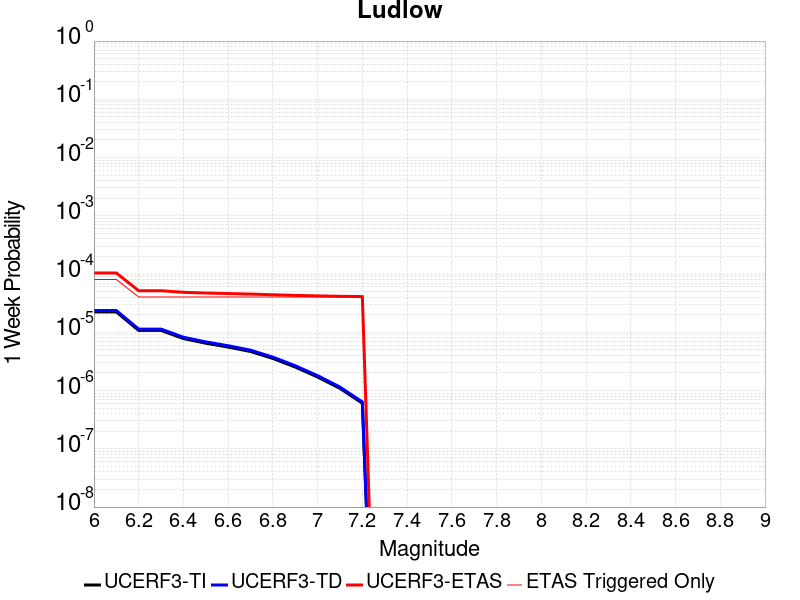 Ludlow
10^0
10^-1
10^-2
10^-3
10^-4
10^-5
10^-6
10^-7
10^-8
1 Week Probability
6 6.2 6.4 6.6 6.8 7 7.2 7.4 7.6 7.8 8 8.2 8.4 8.6 8.8 9
Magnitude
UCERF3-TI UCERF3-TD UCERF3-ETAS ETAS Triggered Only